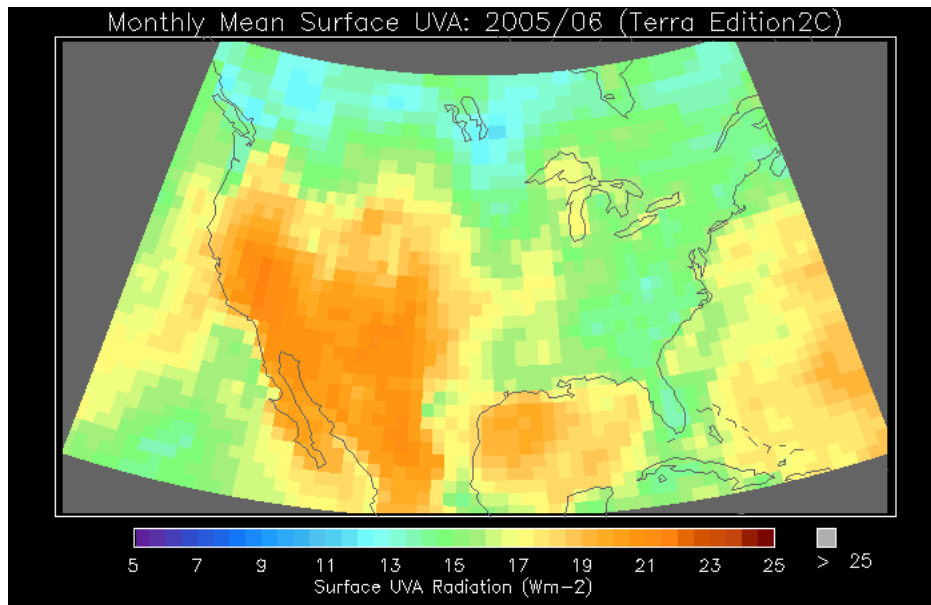 Monthly Mean Surface UVA: 2005/06 (Terra Edition2C)
5 7 9 11 13 15 17 19 21 23 25 > 25
Surface UVA Radiation (Wm-2)